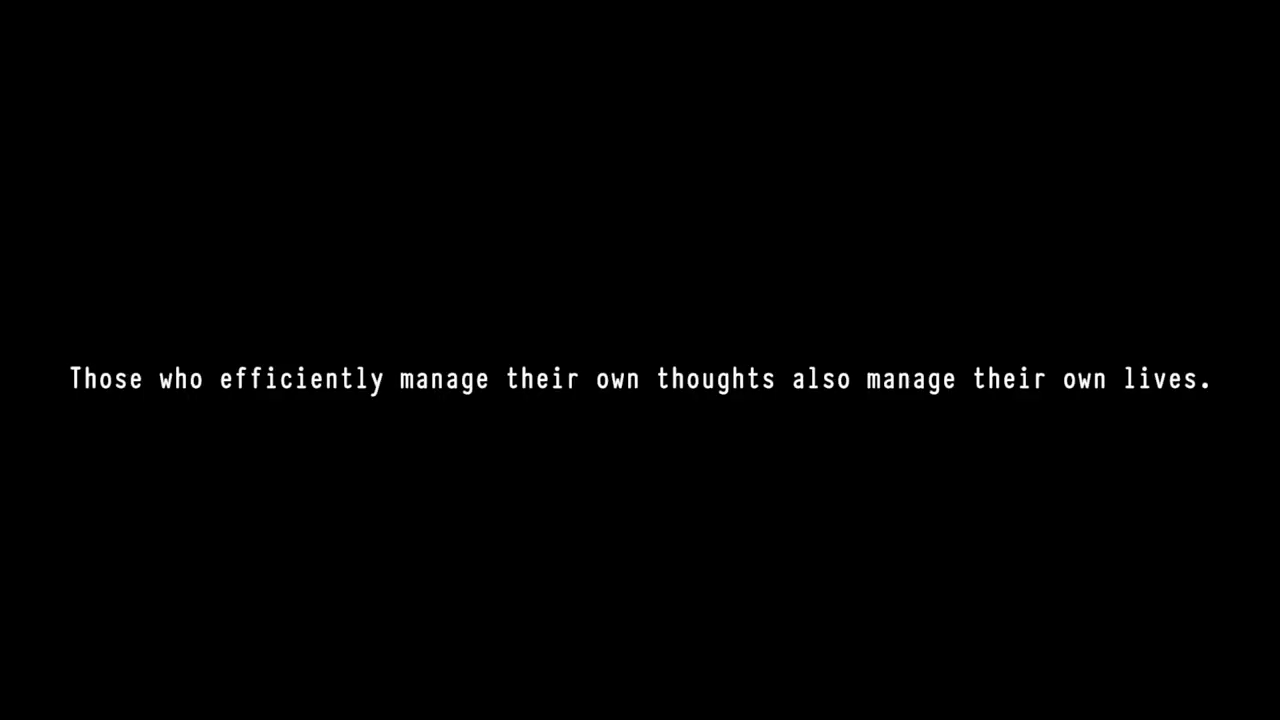 Those who efficiently manage their own thoughts also manage their own lives.